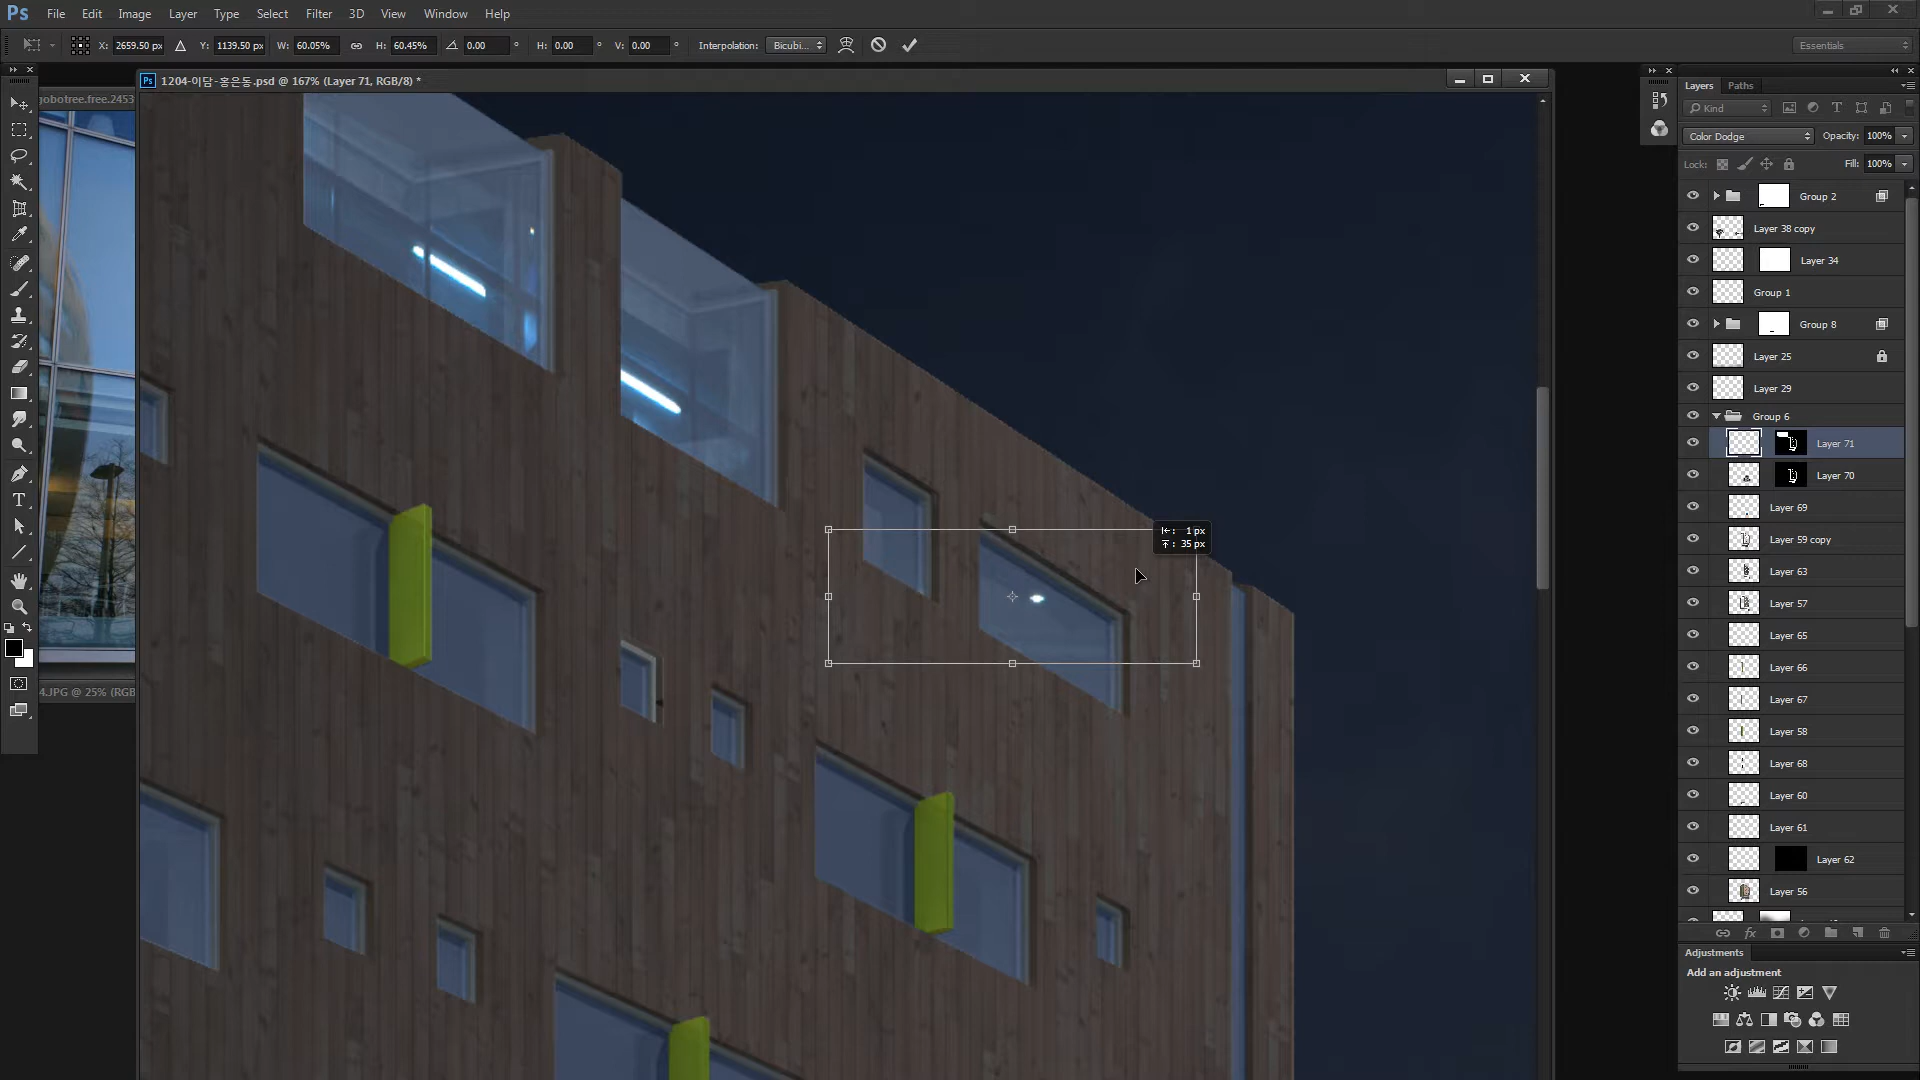 Ps File Edit Image Layer Type Select Filter 3D View Window Help
X: 2659.50 px Y: 1139.50 px W: 60.05% H: 60.45% 0.00 ° H: 0.00 ° V: 0.00 ° Interpolation: Bicubi... Essentials
Ps 1204-이담-홍은동.psd @ 167% (Layer 71, RGB/8) *
gobotree.free.2453
4.JPG @ 25% (RGB
1 px
35 px
Layers Paths
Kind
Color Dodge Opacity: 100%
Lock: Fill: 100%
Group 2
Layer 38 copy
Layer 34
Group 1
Group 8
Layer 25
Layer 29
Group 6
Layer 71
Layer 70
Layer 69
Layer 59 copy
Layer 63
Layer 57
Layer 65
Layer 66
Layer 67
Layer 58
Layer 68
Layer 60
Layer 61
Layer 62
Layer 56
Adjustments
Add an adjustment